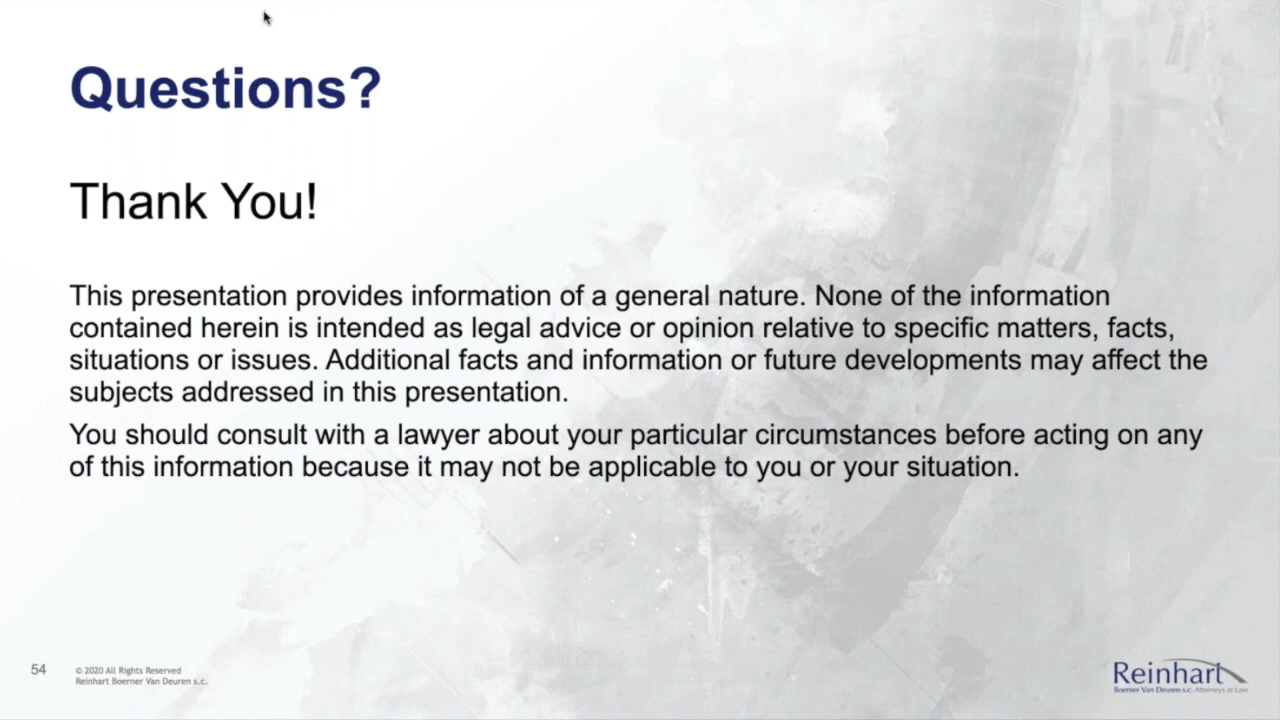 Questions?
Thank You!
This presentation provides information of a general nature. None of the information
contained herein is intended as legal advice or opinion relative to specific matters, facts,
situations or issues. Additional facts and information or future developments may affect the
subjects addressed in this presentation.
You should consult with a lawyer about your particular circumstances before acting on any
of this information because it may not be applicable to you or your situation.
54
© 2020 All Rights Reserved
Reinhart Boerner Van Deuren s.c.
Reinhart
Boerner Van Deuren s.c. Attorneys at Law